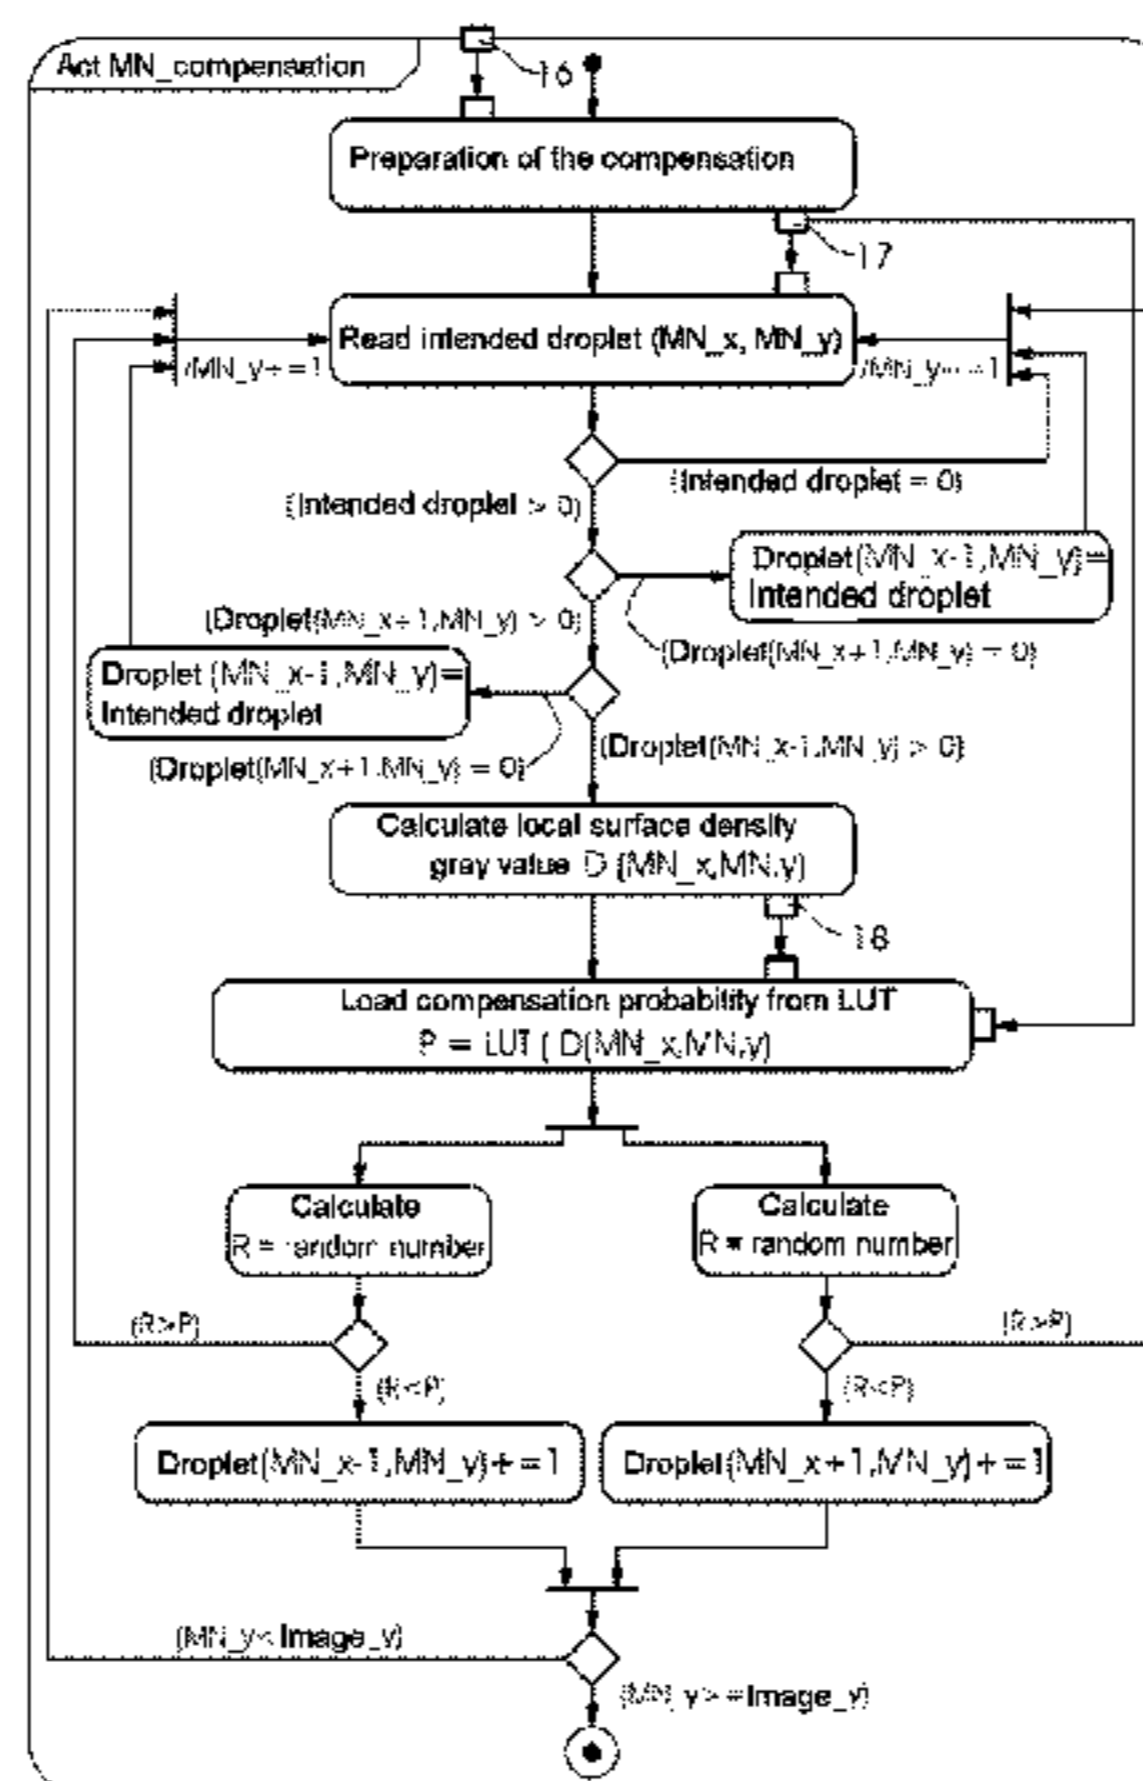 Act MN_compensation
16
Preparation of the compensation
17
Read intended droplet (MN_x, MN_y)
/MN_y+=1
/MN_y+=1
(Intended droplet = 0)
(Intended droplet > 0)
Droplet(MN_x-1,MN_y)=
Intended droplet
(Droplet(MN_x+1,MN_y) > 0)
(Droplet(MN_x+1,MN_y) = 0)
Droplet (MN_x-1,MN_y)=
Intended droplet
(Droplet(MN_x-1,MN_y) > 0)
(Droplet(MN_x+1,MN_y) = 0)
Calculate local surface density
gray value D (MN_x,MN,y)
18
Load compensation probability from LUT
P = LUT ( D(MN_x,MN,y)
Calculate
R = random number
Calculate
R = random number
(R>P)
(R>P)
(R<P)
(R<P)
Droplet(MN_x-1,MN_y)+=1
Droplet(MN_x+1,MN_y)+=1
(MN_y< Image_y)
(MN_y>=Image_y)